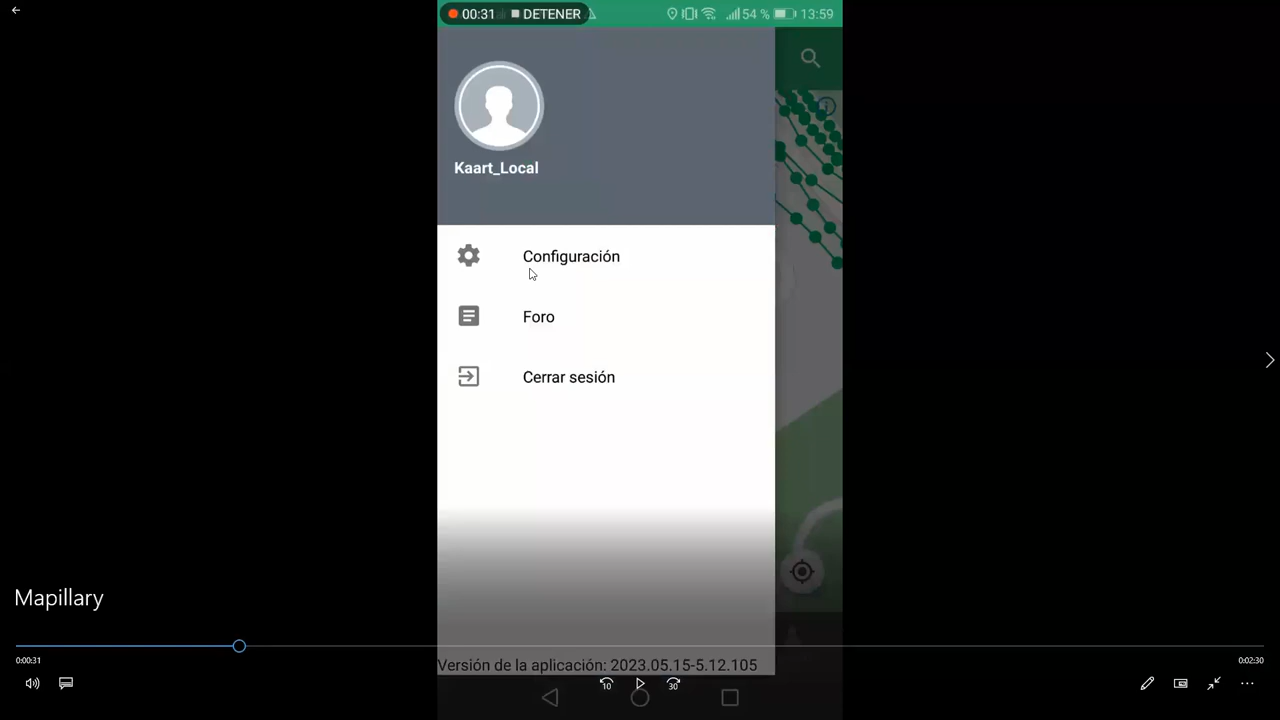 00:31 DETENER 54 % 13:59
Kaart_Local
Configuración
Foro
Cerrar sesión
Mapillary
0:00:31
0:02:30
Versión de la aplicación: 2023.05.15-5.12.105
10
30